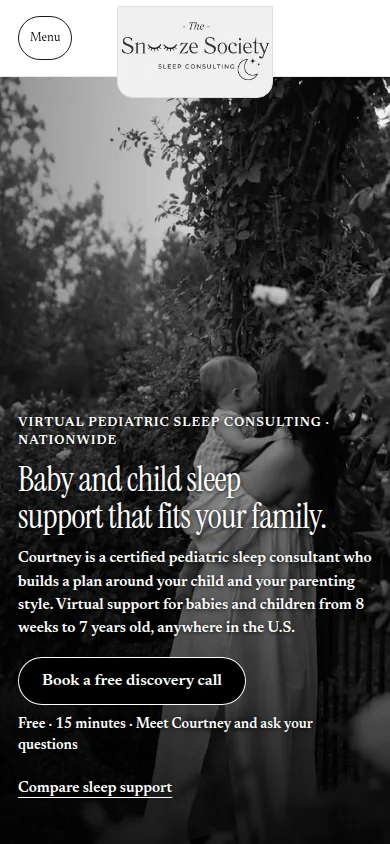 Menu
- The -
Snooze Society
SLEEP CONSULTING
VIRTUAL PEDIATRIC SLEEP CONSULTING ·
NATIONWIDE
Baby and child sleep
support that fits your family.
Courtney is a certified pediatric sleep consultant who
builds a plan around your child and your parenting
style. Virtual support for babies and children from 8
weeks to 7 years old, anywhere in the U.S.
Book a free discovery call
Free · 15 minutes · Meet Courtney and ask your
questions
Compare sleep support